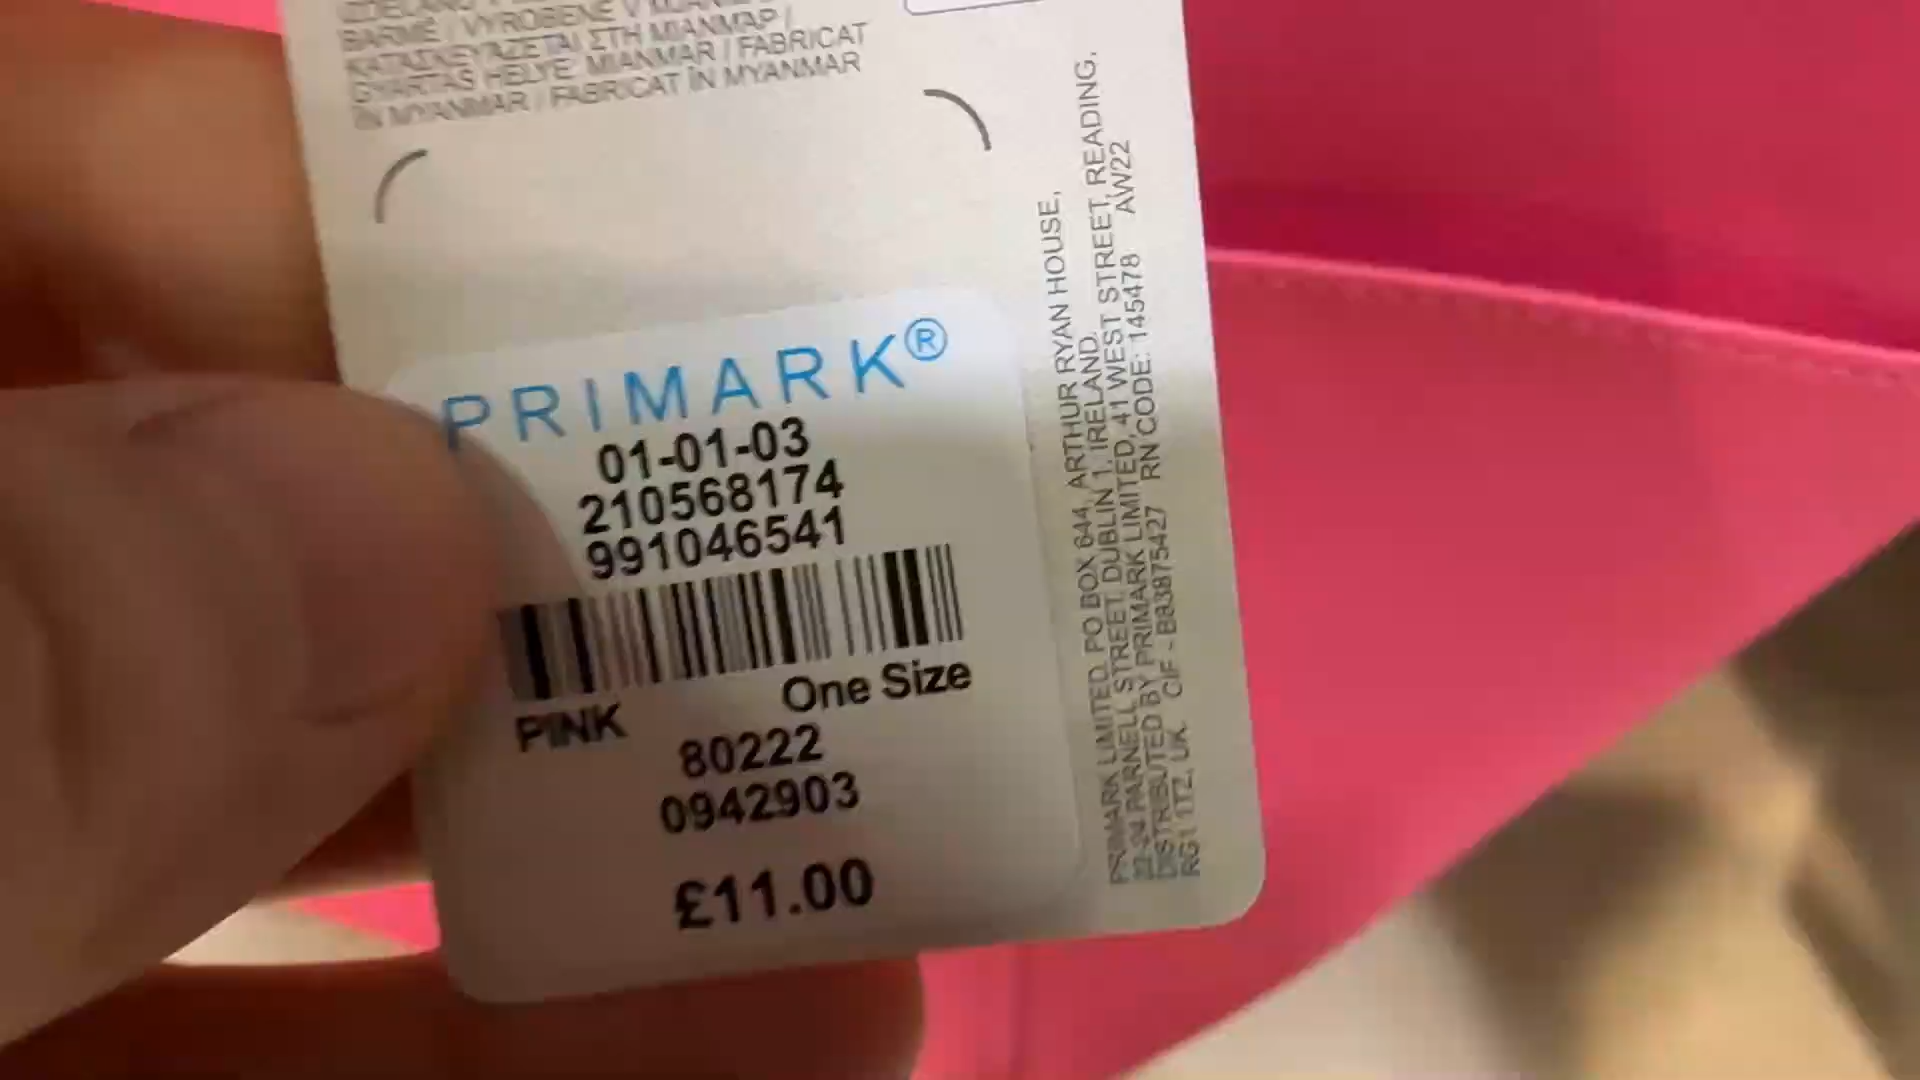 BARMĚ / VYROBENÉ V
ΚΑΤΑΣΚΕΥΑΖΕΤΑΙ ΣΤΗ ΜΙΑΝΜΑΡ /
GYÁRTÁS HELYE: MIANMAR / FABRICAT
ÎN MYANMAR / FABRICAT ÎN MYANMAR
PRIMARK®
01-01-03
210568174
991046541
PINK One Size
80222
0942903
£11.00
PRIMARK LIMITED, PO BOX 644, ARTHUR RYAN HOUSE,
22-24 PARNELL STREET, DUBLIN 1, IRELAND.
DISTRIBUTED BY PRIMARK LIMITED, 41 WEST STREET, READING,
RG1 1TZ, UK CIF - B83875427 RN CODE: 145478 AW22